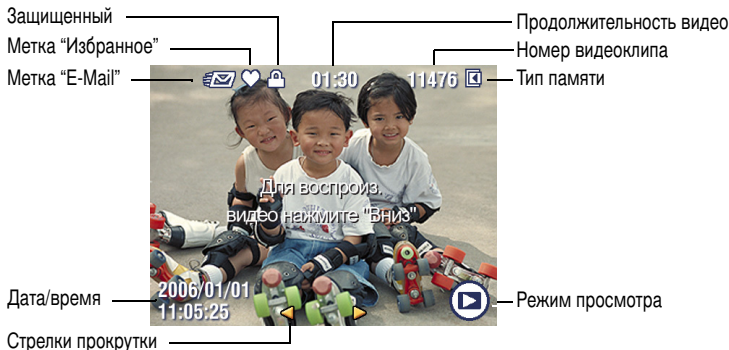 Защищенный
Метка “Избранное”
Метка “E-Mail”
Продолжительность видео
Номер видеоклипа
Тип памяти
01:30
11476
Для воспроиз.
видео нажмите "Вниз"
2006/01/01
11:05:25
Дата/время
Режим просмотра
Стрелки прокрутки